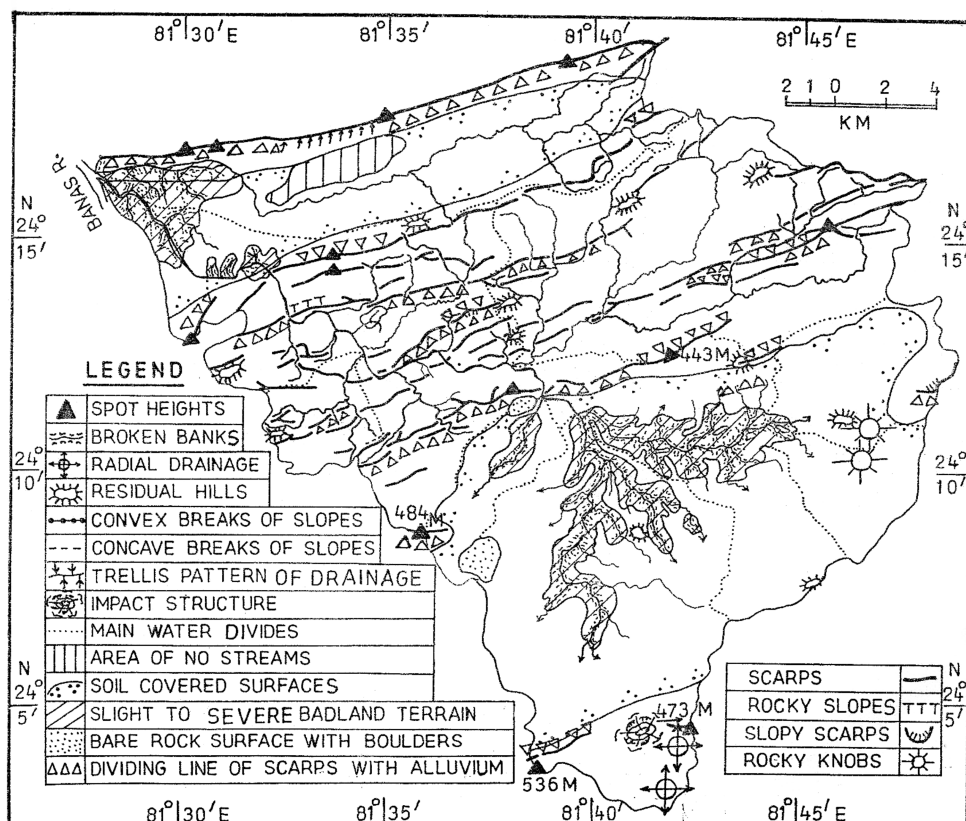 81° 30′ E 81° 35′ 81° 40′ 81° 45′ E
2 1 0 2 4
KM
BANAS R.
N
24°
15′
N
24°
15′
443M
LEGEND
SPOT HEIGHTS
BROKEN BANKS
RADIAL DRAINAGE
RESIDUAL HILLS
CONVEX BREAKS OF SLOPES
CONCAVE BREAKS OF SLOPES
TRELLIS PATTERN OF DRAINAGE
IMPACT STRUCTURE
MAIN WATER DIVIDES
AREA OF NO STREAMS
SOIL COVERED SURFACES
SLIGHT TO SEVERE BADLAND TERRAIN
BARE ROCK SURFACE WITH BOULDERS
DIVIDING LINE OF SCARPS WITH ALLUVIUM
24°
10′
24°
10′
484M
N
24°
5′
473 M
536M
SCARPS
ROCKY SLOPES
SLOPY SCARPS
ROCKY KNOBS
N
24°
5′
81° 30′ E 81° 35′ 81° 40′ 81° 45′ E